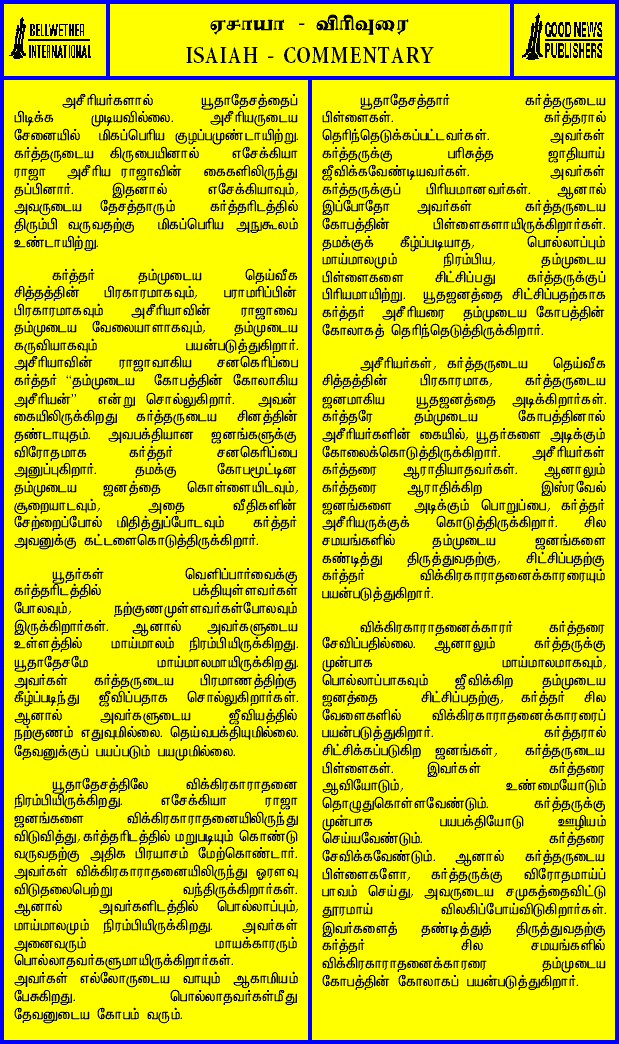 BELLWETHER
INTERNATIONAL
ஏசாயா - விரிவுரை
ISAIAH - COMMENTARY
GOOD NEWS
PUBLISHERS
அசீரியர்களால் யூதாதேசத்தைப்
பிடிக்க முடியவில்லை. அசீரியருடைய
சேனையில் மிகப்பெரிய குழப்பமுண்டாயிற்று.
கர்த்தருடைய கிருபையினால் எசேக்கியா
ராஜா அசீரிய ராஜாவின் கைகளிலிருந்து
தப்பினார். இதனால் எசேக்கியாவும்,
அவருடைய தேசத்தாரும் கர்த்தரிடத்தில்
திரும்பி வருவதற்கு மிகப்பெரிய அநுகூலம்
உண்டாயிற்று.
கர்த்தர் தம்முடைய தெய்வீக
சித்தத்தின் பிரகாரமாகவும், பராமரிப்பின்
பிரகாரமாகவும் அசீரியாவின் ராஜாவை
தம்முடைய வேலையாளாகவும், தம்முடைய
கருவியாகவும் பயன்படுத்துகிறார்.
அசீரியாவின் ராஜாவாகிய சனகெரிப்பை
கர்த்தர் “தம்முடைய கோபத்தின் கோலாகிய
அசீரியன்” என்று சொல்லுகிறார். அவன்
கையிலிருக்கிறது கர்த்தருடைய சினத்தின்
தண்டாயுதம். அவபக்தியான ஜனங்களுக்கு
விரோதமாக கர்த்தர் சனகெரிப்பை
அனுப்புகிறார். தமக்கு கோபமூட்டின
தம்முடைய ஜனத்தை கொள்ளையிடவும்,
சூறையாடவும், அதை வீதிகளின்
சேற்றைப்போல் மிதித்துப்போடவும் கர்த்தர்
அவனுக்கு கட்டளைகொடுத்திருக்கிறார்.
யூதர்கள் வெளிப்பார்வைக்கு
கர்த்தரிடத்தில் பக்தியுள்ளவர்கள்
போலவும், நற்குணமுள்ளவர்கள்போலவும்
இருக்கிறார்கள். ஆனால் அவர்களுடைய
உள்ளத்தில் மாய்மாலம் நிரம்பியிருக்கிறது.
யூதாதேசமே மாய்மாலமாயிருக்கிறது.
அவர்கள் கர்த்தருடைய பிரமாணத்திற்கு
கீழ்ப்படிந்து ஜீவிப்பதாக சொல்லுகிறார்கள்.
ஆனால் அவர்களுடைய ஜீவியத்தில்
நற்குணம் எதுவுமில்லை. தெய்வபக்தியுமில்லை.
தேவனுக்குப் பயப்படும் பயமுமில்லை.
யூதாதேசத்திலே விக்கிரகாராதனை
நிரம்பியிருக்கிறது. எசேக்கியா ராஜா
ஜனங்களை விக்கிரகாராதனையிலிருந்து
விடுவித்து, கர்த்தரிடத்தில் மறுபடியும் கொண்டு
வருவதற்கு அதிக பிரயாசம் மேற்கொண்டார்.
அவர்கள் விக்கிரகாராதனையிலிருந்து ஓரளவு
விடுதலைபெற்று வந்திருக்கிறார்கள்.
ஆனால் அவர்களிடத்தில் பொல்லாப்பும்,
மாய்மாலமும் நிரம்பியிருக்கிறது. அவர்கள்
அனைவரும் மாயக்காரரும்
பொல்லாதவர்களுமாயிருக்கிறார்கள்.
அவர்கள் எல்லோருடைய வாயும் ஆகாமியம்
பேசுகிறது. பொல்லாதவர்கள்மீது
தேவனுடைய கோபம் வரும்.
யூதாதேசத்தார் கர்த்தருடைய
பிள்ளைகள். கர்த்தரால்
தெரிந்தெடுக்கப்பட்டவர்கள். அவர்கள்
கர்த்தருக்கு பரிசுத்த ஜாதியாய்
ஜீவிக்கவேண்டியவர்கள். அவர்கள்
கர்த்தருக்குப் பிரியமானவர்கள். ஆனால்
இப்போதோ அவர்கள் கர்த்தருடைய
கோபத்தின் பிள்ளைகளாயிருக்கிறார்கள்.
தமக்குக் கீழ்ப்படியாத, பொல்லாப்பும்
மாய்மாலமும் நிரம்பிய, தம்முடைய
பிள்ளைகளை சிட்சிப்பது கர்த்தருக்குப்
பிரியமாயிற்று. யூதஜனத்தை சிட்சிப்பதற்காக
கர்த்தர் அசீரியரை தம்முடைய கோபத்தின்
கோலாகத் தெரிந்தெடுத்திருக்கிறார்.
அசீரியர்கள், கர்த்தருடைய தெய்வீக
சித்தத்தின் பிரகாரமாக, கர்த்தருடைய
ஜனமாகிய யூதஜனத்தை அடிக்கிறார்கள்.
கர்த்தரே தம்முடைய கோபத்தினால்
அசீரியர்களின் கையில், யூதர்களை அடிக்கும்
கோலைக்கொடுத்திருக்கிறார். அசீரியர்கள்
கர்த்தரை ஆராதியாதவர்கள். ஆனாலும்
கர்த்தரை ஆராதிக்கிற இஸ்ரவேல்
ஜனங்களை அடிக்கும் பொறுப்பை, கர்த்தர்
அசீரியருக்குக் கொடுத்திருக்கிறார். சில
சமயங்களில் தம்முடைய ஜனங்களை
கண்டித்து திருத்துவதற்கு, சிட்சிப்பதற்கு
கர்த்தர் விக்கிரகாராதனைக்காரரையும்
பயன்படுத்துகிறார்.
விக்கிரகாராதனைக்காரர் கர்த்தரை
சேவிப்பதில்லை. ஆனாலும் கர்த்தருக்கு
முன்பாக மாய்மாலமாகவும்,
பொல்லாப்பாகவும் ஜீவிக்கிற தம்முடைய
ஜனத்தை சிட்சிப்பதற்கு, கர்த்தர் சில
வேளைகளில் விக்கிரகாராதனைக்காரரைப்
பயன்படுத்துகிறார். கர்த்தரால்
சிட்சிக்கப்படுகிற ஜனங்கள், கர்த்தருடைய
பிள்ளைகள். இவர்கள் கர்த்தரை
ஆவியோடும், உண்மையோடும்
தொழுதுகொள்ளவேண்டும். கர்த்தருக்கு
முன்பாக பயபக்தியோடு ஊழியம்
செய்யவேண்டும். கர்த்தரை
சேவிக்கவேண்டும். ஆனால் கர்த்தருடைய
பிள்ளைகளோ, கர்த்தருக்கு விரோதமாய்ப்
பாவம் செய்து, அவருடைய சமுகத்தைவிட்டு
தூரமாய் விலகிப்போய்விடுகிறார்கள்.
இவர்களைத் தண்டித்துத் திருத்துவதற்கு
கர்த்தர் சில சமயங்களில்
விக்கிரகாராதனைக்காரரை தம்முடைய
கோபத்தின் கோலாகப் பயன்படுத்துகிறார்.